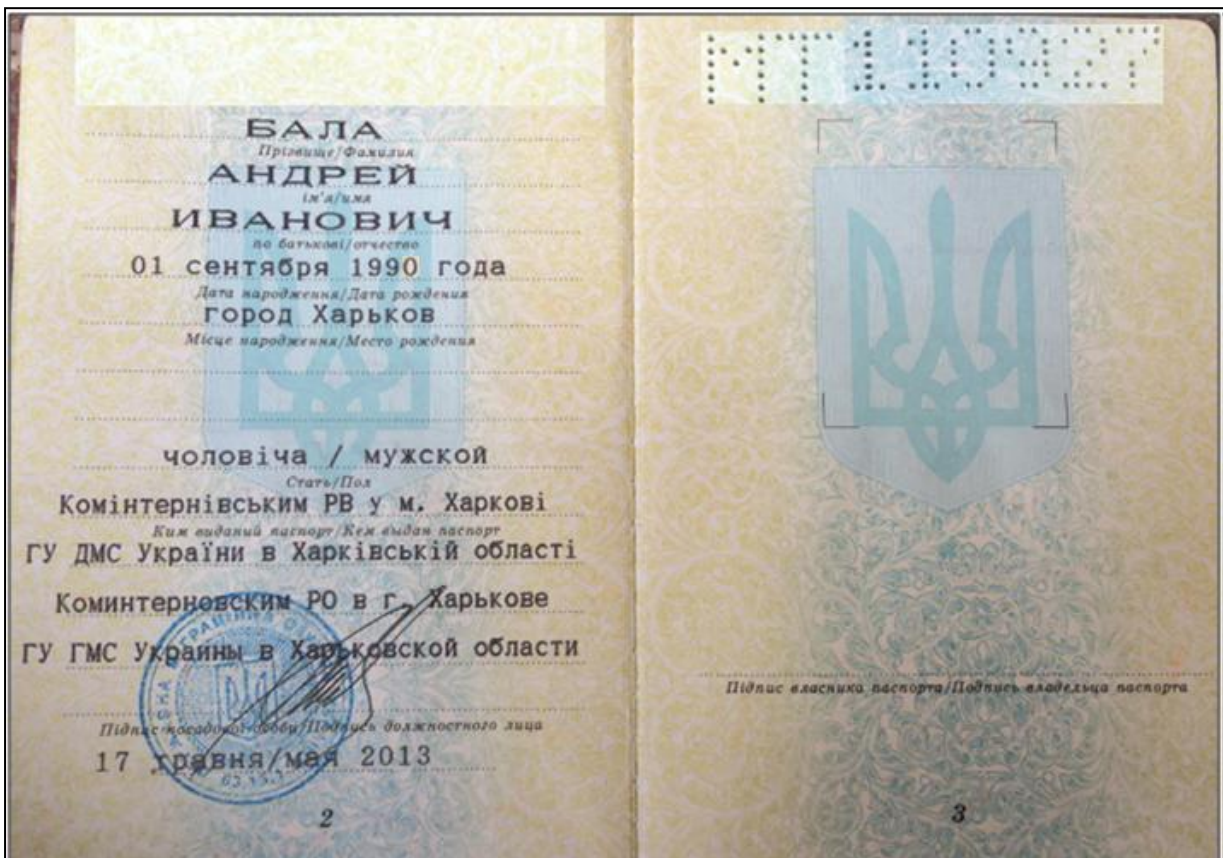 БАЛА
Прізвище/Фамилия
АНДРЕЙ
ім'я/имя
ИВАНОВИЧ
по батькові/отчество
01 сентября 1990 года
Дата народження/Дата рождения
город Харьков
Місце народження/Место рождения
чоловіча / мужской
Стать/Пол
Комінтернівським РВ у м. Харкові
Ким виданий паспорт/Кем выдан паспорт
ГУ ДМС України в Харківській області
Коминтерновским РО в г. Харькове
ГУ ГМС Украины в Харьковской области
Підпис посадової особи/Подпись должностного лица
17 травня/мая 2013
2
МТ110927
Підпис власника паспорта/Подпись владельца паспорта
3